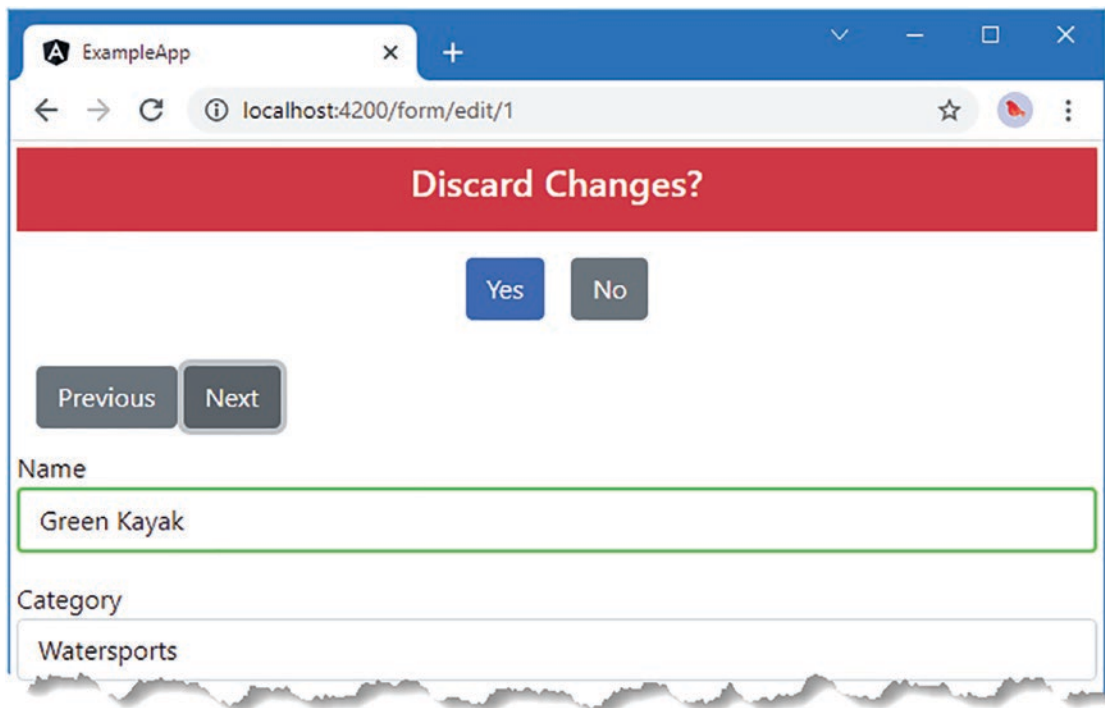 ExampleApp
localhost:4200/form/edit/1
Discard Changes?
Yes No
Previous Next
Name
Green Kayak
Category
Watersports